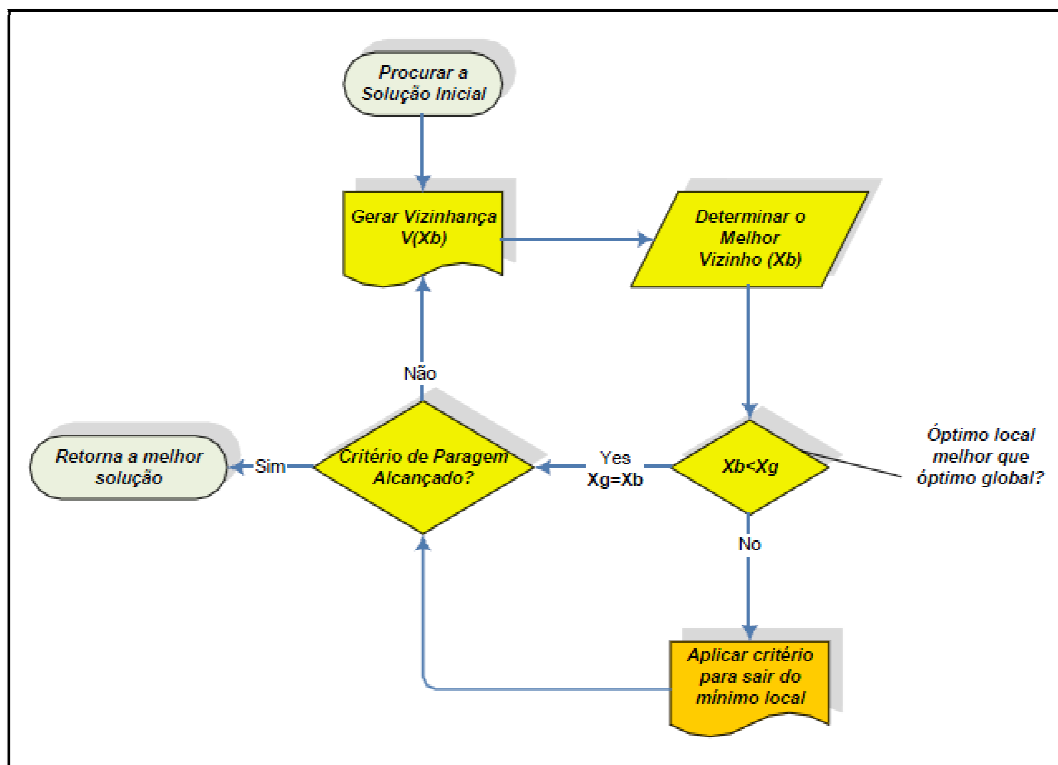 Procurar a
Solução Inicial
Gerar Vizinhança
V(Xb)
Determinar o
Melhor
Vizinho (Xb)
Não
Retorna a melhor
solução
Sim
Critério de Paragem
Alcançado?
Yes
Xg=Xb
Xb<Xg
Óptimo local
melhor que
óptimo global?
No
Aplicar critério
para sair do
mínimo local